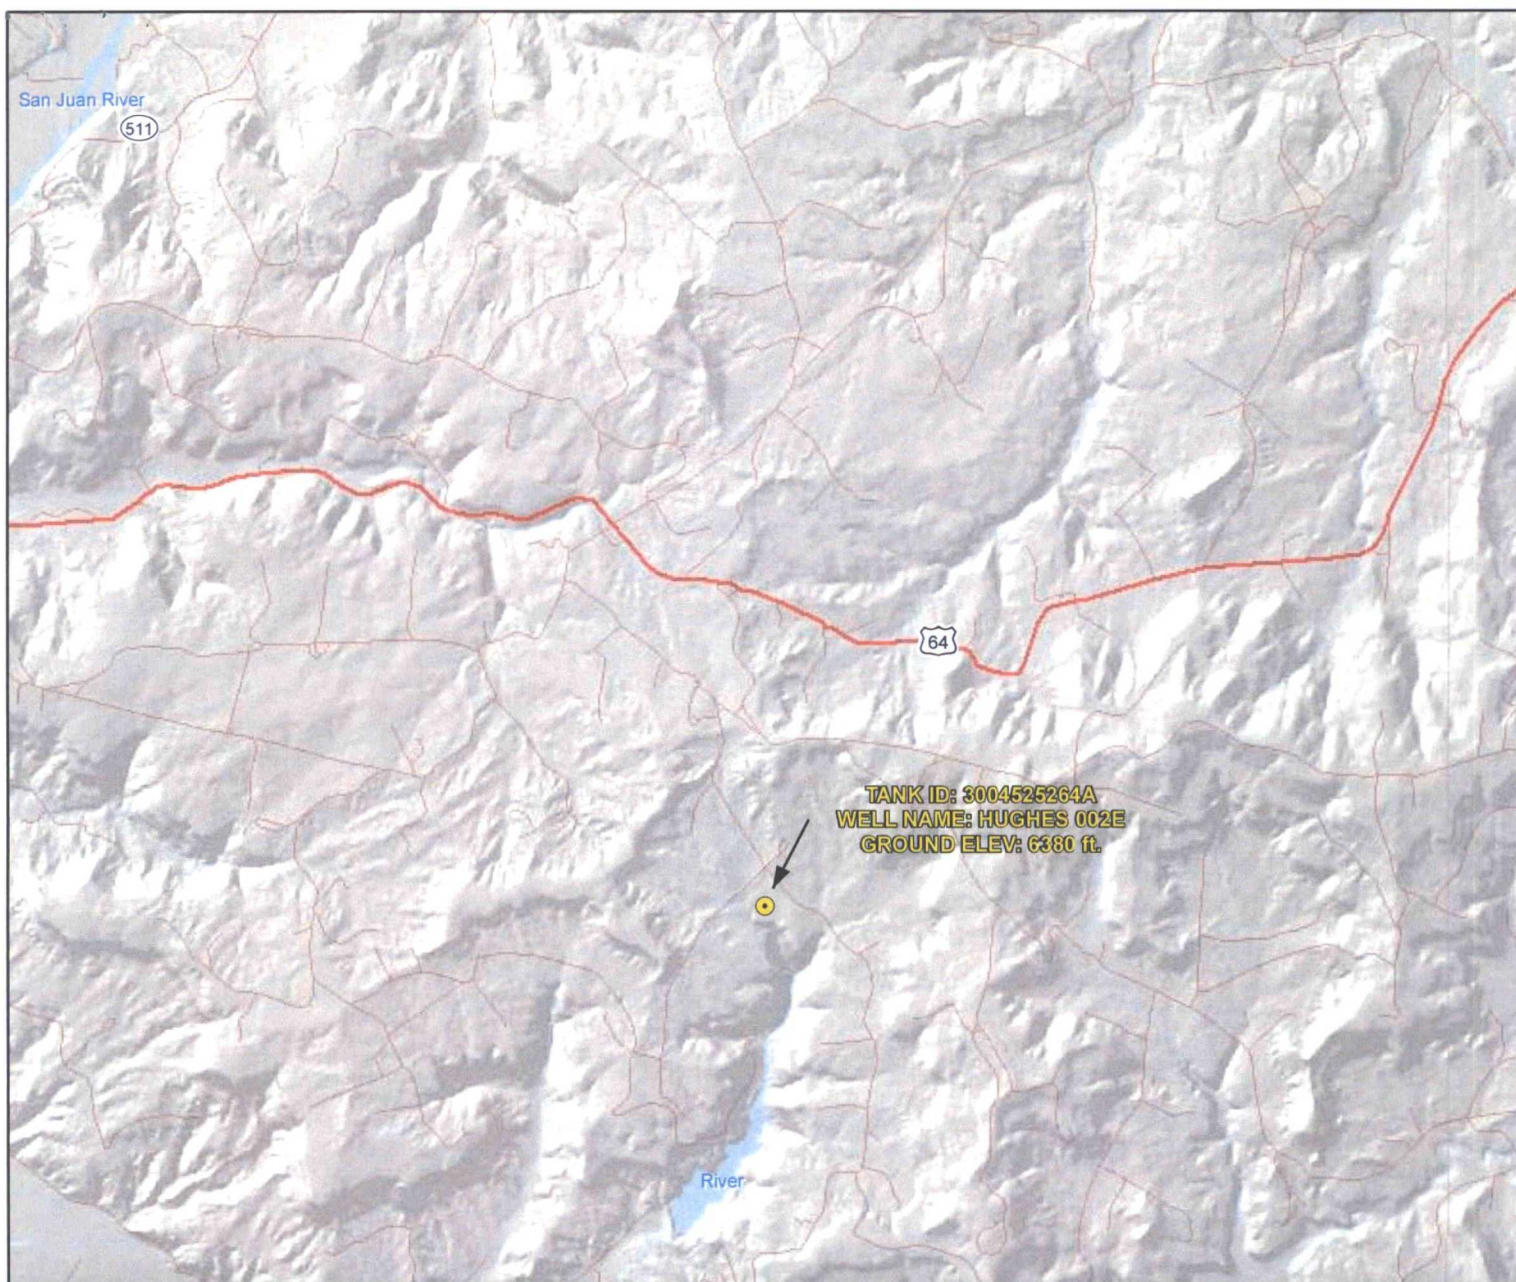 San Juan River
511
64
TANK ID: 3004525264A
WELL NAME: HUGHES 002E
GROUND ELEV: 6380 ft.
River